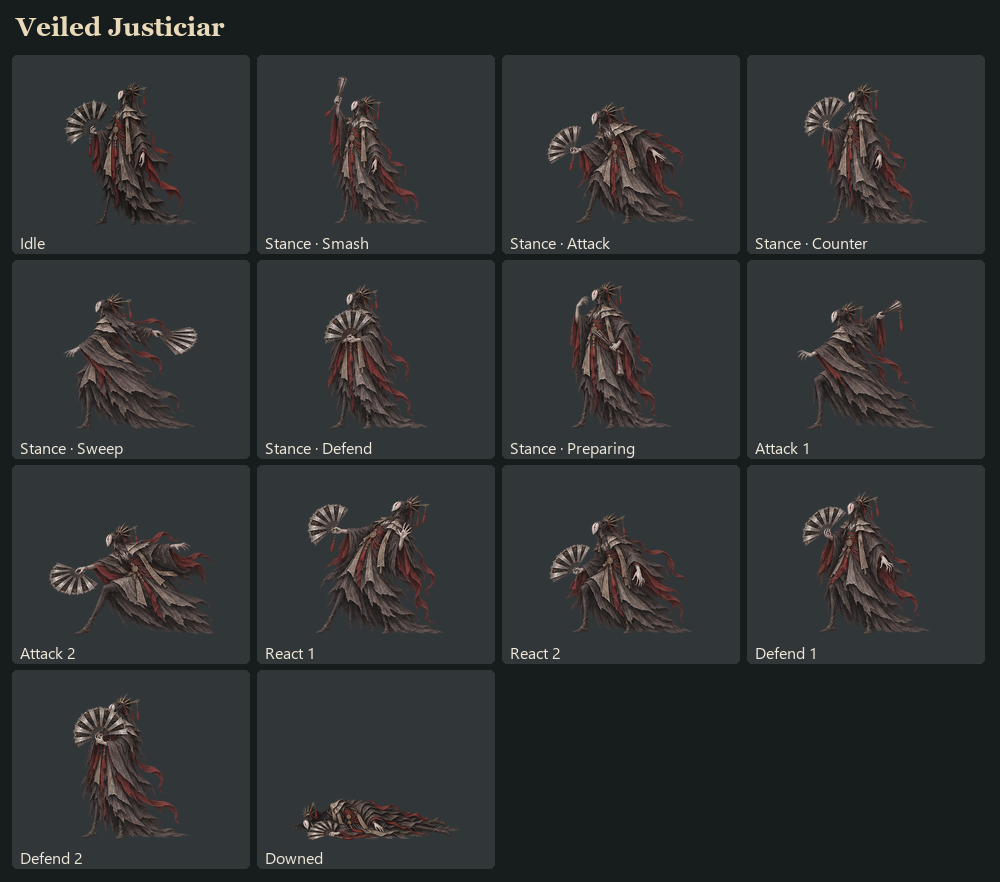 Veiled Justiciar
Idle
Stance · Smash
Stance · Attack
Stance · Counter
Stance · Sweep
Stance · Defend
Stance · Preparing
Attack 1
Attack 2
React 1
React 2
Defend 1
Defend 2
Downed